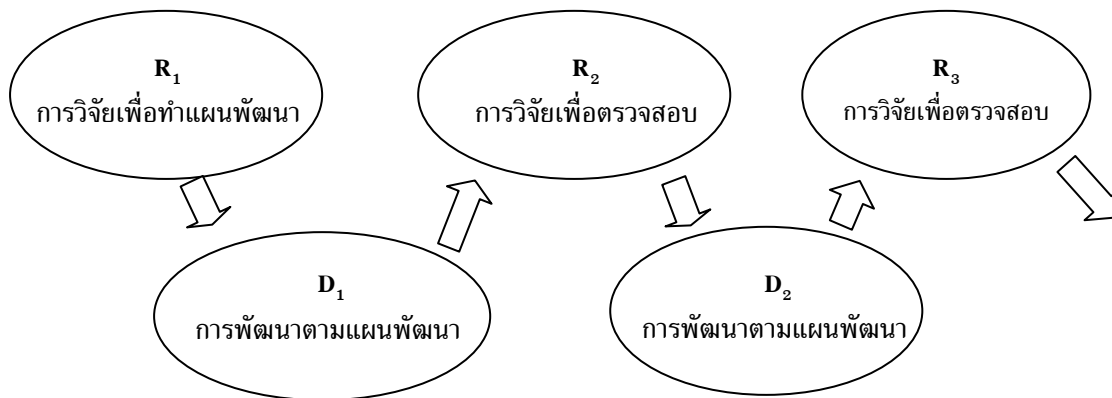 R₁
การวิจัยเพื่อทำแผนพัฒนา
R₂
การวิจัยเพื่อตรวจสอบ
R₃
การวิจัยเพื่อตรวจสอบ
D₁
การพัฒนาตามแผนพัฒนา
D₂
การพัฒนาตามแผนพัฒนา